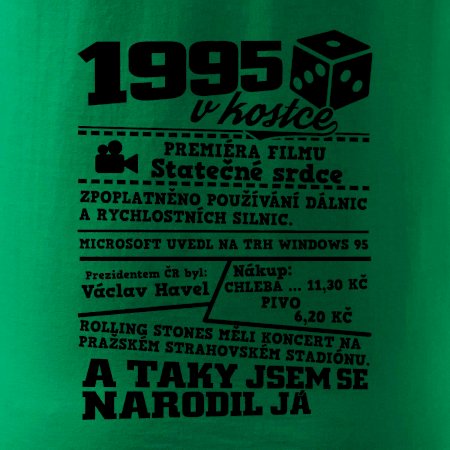 1995
v kostce
PREMIÉRA FILMU
Statečné srdce
ZPOPLATNĚNO POUŽÍVÁNÍ DÁLNIC
A RYCHLOSTNÍCH SILNIC.
MICROSOFT UVEDL NA TRH WINDOWS 95
Prezidentem ČR byl:
Václav Havel
Nákup:
CHLEBA ... 11,30 KČ
PIVO
6,20 KČ
ROLLING STONES MĚLI KONCERT NA
PRAŽSKÉM STRAHOVSKÉM STADIÓNU.
A TAKY JSEM SE
NARODIL JÁ